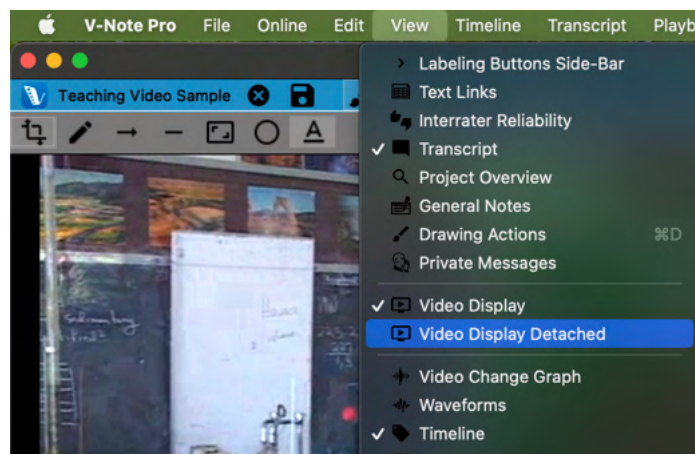 V-Note Pro File Online Edit View Timeline Transcript Playb
Teaching Video Sample
A
Labeling Buttons Side-Bar
Text Links
Interrater Reliability
Transcript
Project Overview
General Notes
Drawing Actions ⌘D
Private Messages
Video Display
Video Display Detached
Video Change Graph
Waveforms
Timeline